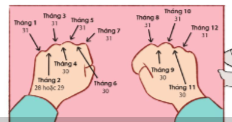 Tháng 1
31
Tháng 3
31
Tháng 5
31
Tháng 7
31
Tháng 2
28 hoặc 29
Tháng 4
30
Tháng 6
30
Tháng 8
31
Tháng 10
31
Tháng 12
31
Tháng 9
30
Tháng 11
30